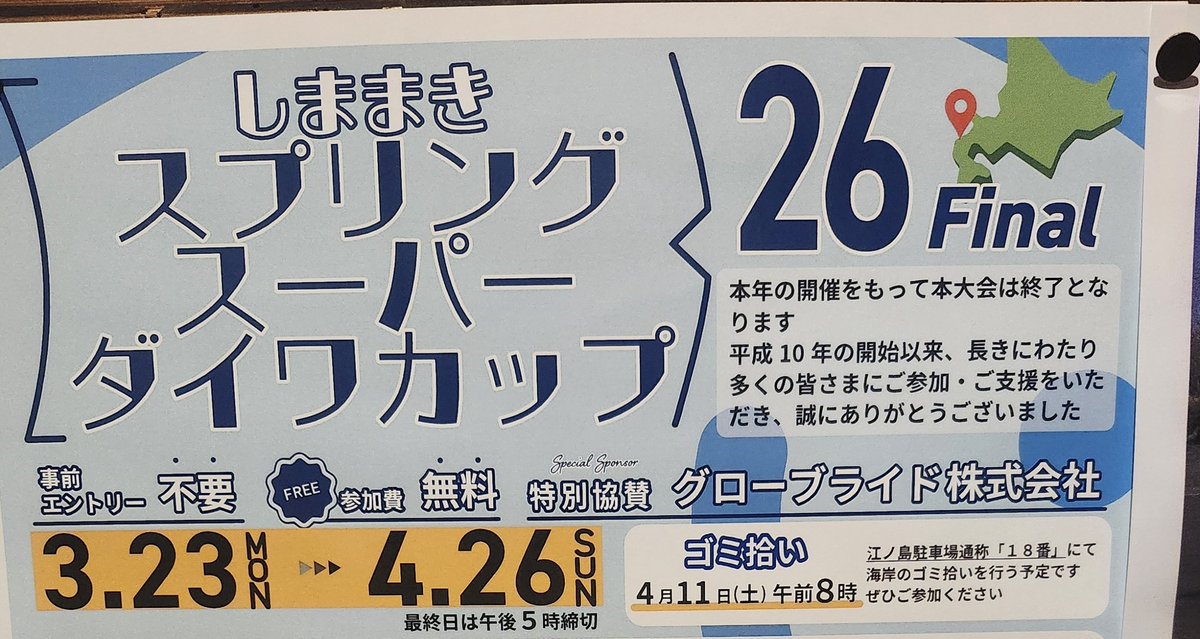 しままき
スプリング
スーパー
ダイワカップ
26
Final
本年の開催をもって本大会は終了とな
ります
平成10年の開始以来、長きにわたり
多くの皆さまにご参加・ご支援をいた
だき、誠にありがとうございました
事前
エントリー 不要
FREE
参加費 無料
Special Sponsor
特別協賛 グローブライド株式会社
3.23 MON
4.26 SUN
最終日は午後5時締切
ゴミ拾い
4月11日(土)午前8時
江ノ島駐車場通称「18番」にて
海岸のゴミ拾いを行う予定です
ぜひご参加ください